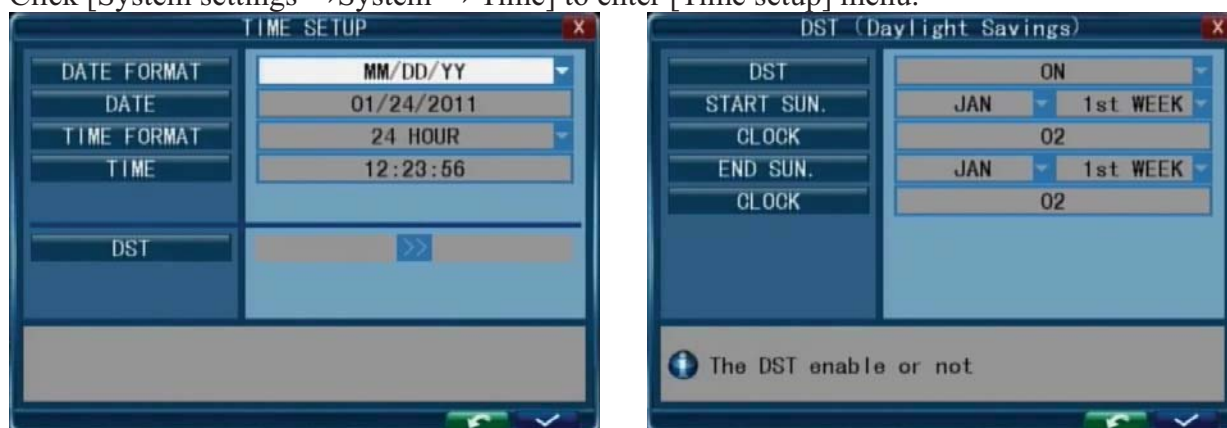 Click [System settings →System → Time] to enter [Time setup] menu.
TIME SETUP X
DATE FORMAT MM/DD/YY
DATE 01/24/2011
TIME FORMAT 24 HOUR
TIME 12:23:56
DST >>
DST (Daylight Savings) X
DST ON
START SUN. JAN 1st WEEK
CLOCK 02
END SUN. JAN 1st WEEK
CLOCK 02
The DST enable or not